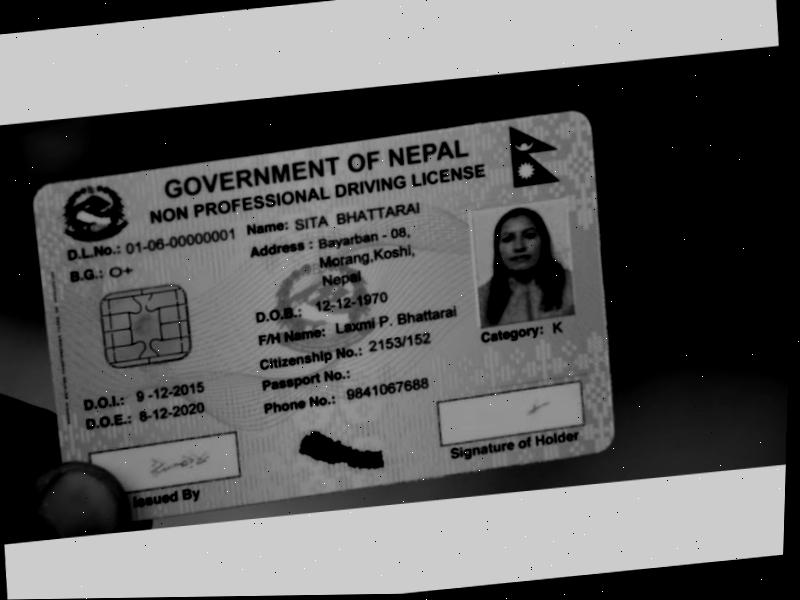 GOVERNMENT OF NEPAL
NON PROFESSIONAL DRIVING LICENSE
D.L.No.: 01-06-00000001
B.G.: O+
Name: SITA BHATTARAI
Address : Bayarban - 08,
Morang,Koshi,
Nepal
D.O.B.: 12-12-1970
F/H Name: Laxmi P. Bhattarai
Citizenship No.: 2153/152
Passport No.:
Phone No.: 9841067688
Category: K
D.O.I.: 9 -12-2015
D.O.E.: 8-12-2020
Issued By
Signature of Holder